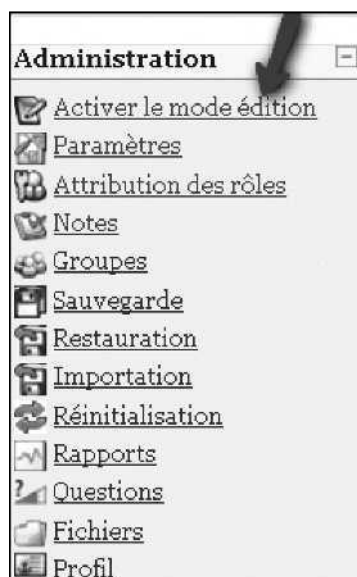 Administration
Activer le mode édition
Paramètres
Attribution des rôles
Notes
Groupes
Sauvegarde
Restauration
Importation
Réinitialisation
Rapports
Questions
Fichiers
Profil